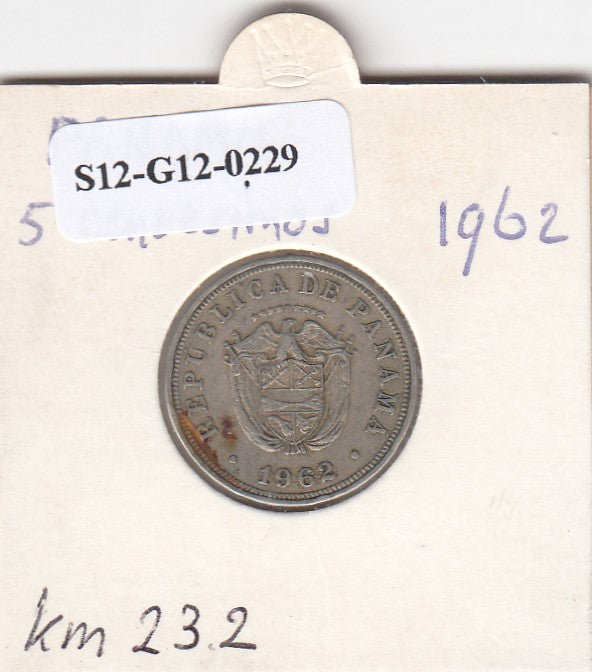 S12-G12-0229
5
1962
REPUBLICA DE PANAMA
1962
km 23.2